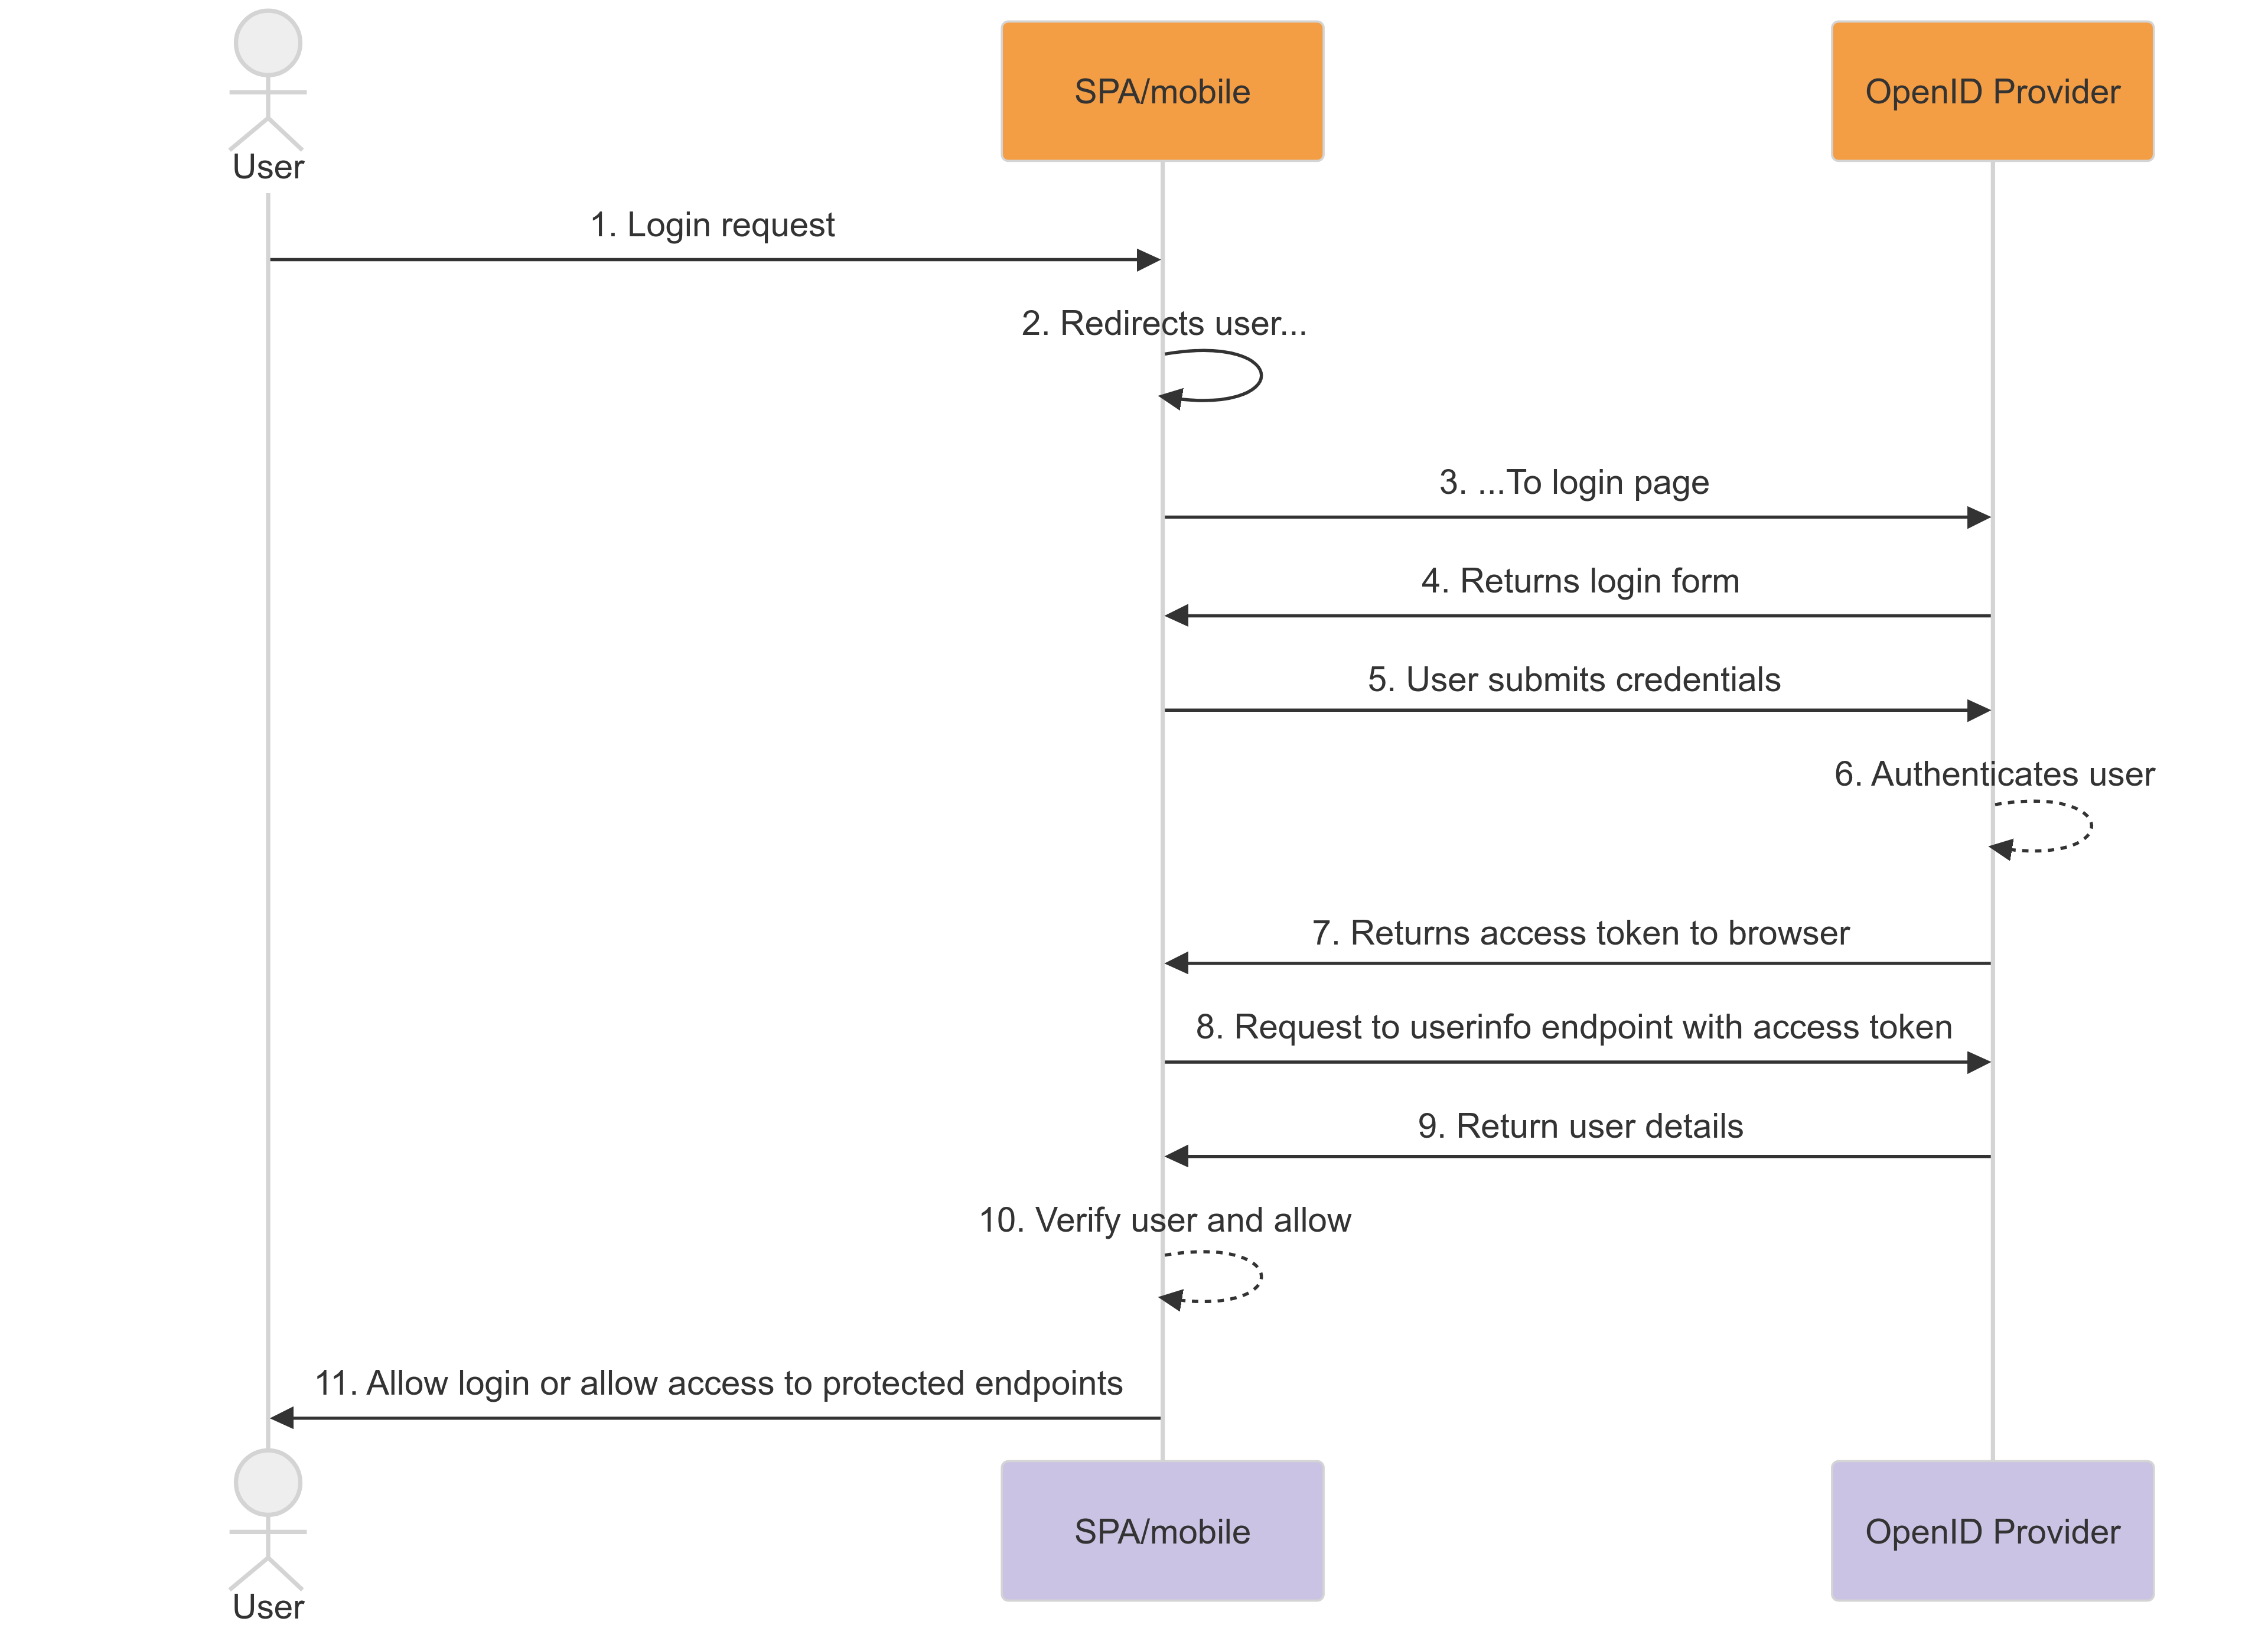 SPA/mobile
OpenID Provider
User
1. Login request
2. Redirects user...
3. ...To login page
4. Returns login form
5. User submits credentials
6. Authenticates user
7. Returns access token to browser
8. Request to userinfo endpoint with access token
9. Return user details
10. Verify user and allow
11. Allow login or allow access to protected endpoints
SPA/mobile
OpenID Provider
User